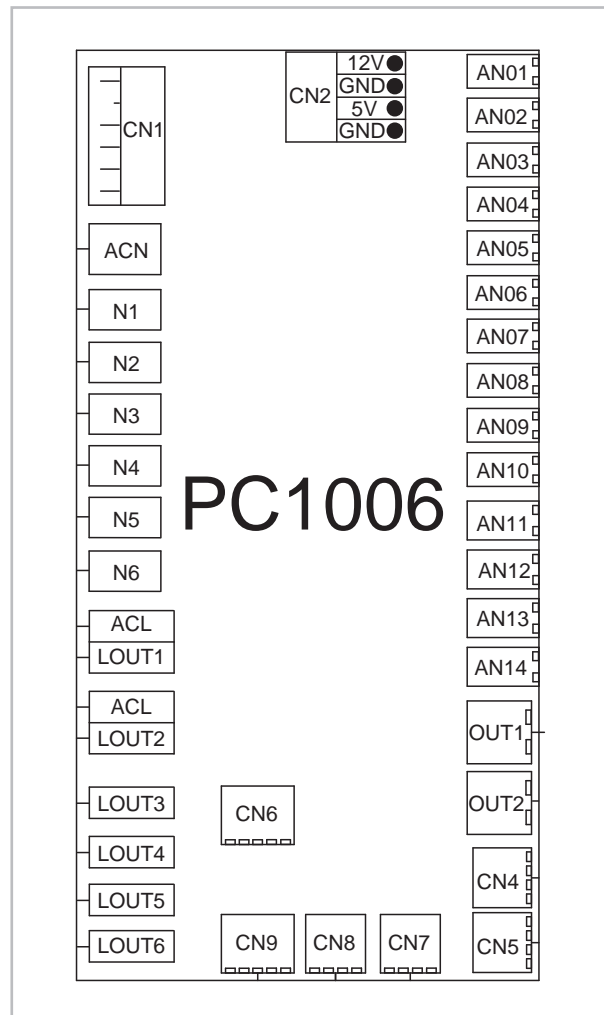 CN1
CN2
12V
GND
5V
GND
ACN
N1
N2
N3
N4
N5
N6
ACL
LOUT1
ACL
LOUT2
LOUT3
LOUT4
LOUT5
LOUT6
PC1006
CN6
CN9
CN8
CN7
AN01
AN02
AN03
AN04
AN05
AN06
AN07
AN08
AN09
AN10
AN11
AN12
AN13
AN14
OUT1
OUT2
CN4
CN5